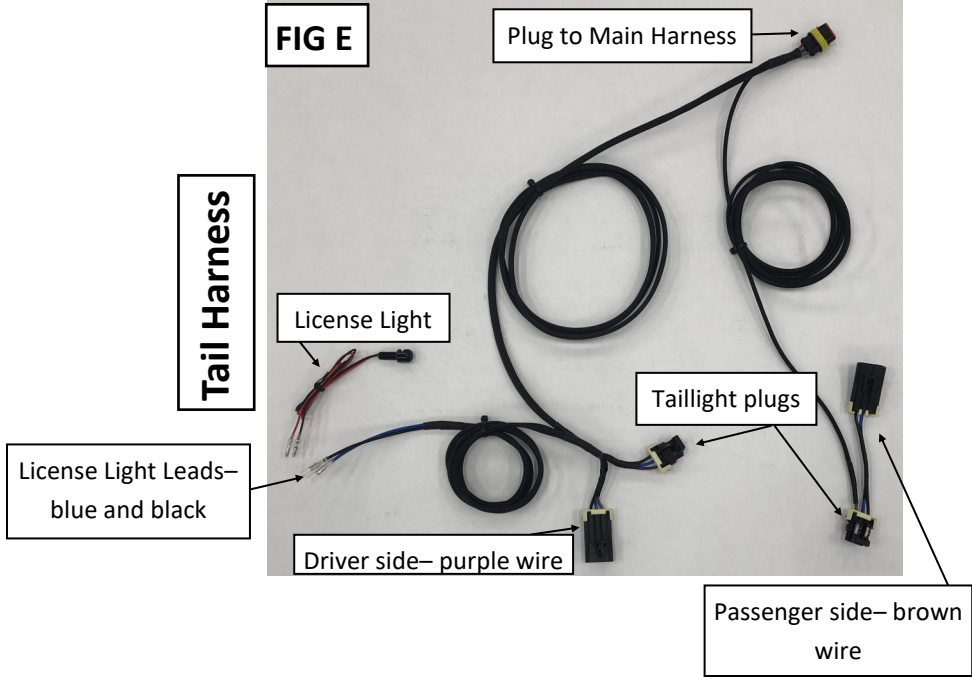 FIG E
Plug to Main Harness
Tail Harness
License Light
Taillight plugs
License Light Leads–
blue and black
Driver side– purple wire
Passenger side– brown
wire